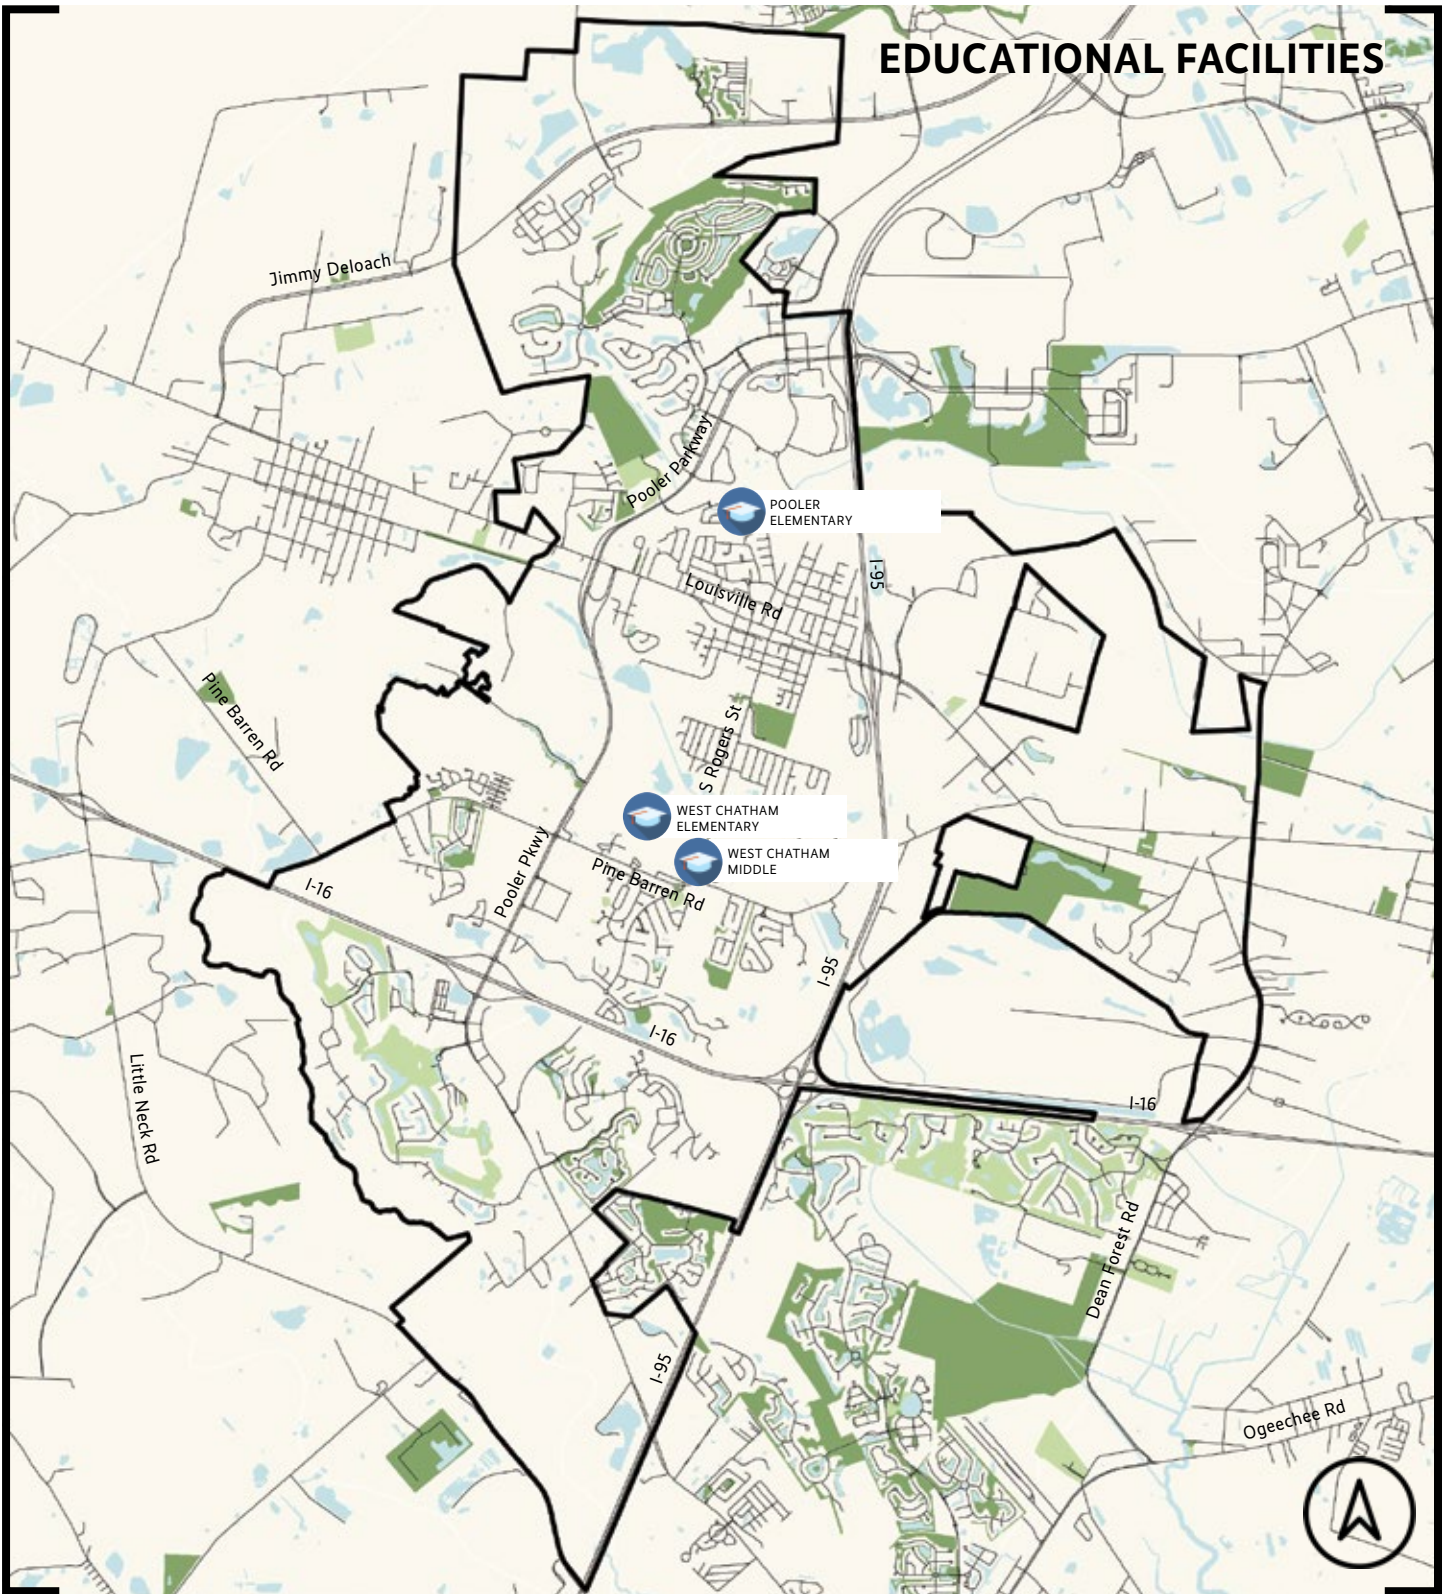 EDUCATIONAL FACILITIES
Jimmy Deloach
Pooler Parkway
POOLER
ELEMENTARY
I-95
Louisville Rd
Pine Barren Rd
S Rogers St
WEST CHATHAM
ELEMENTARY
WEST CHATHAM
MIDDLE
Pooler Pkwy
Pine Barren Rd
I-16
I-95
I-16
Little Neck Rd
I-16
Dean Forest Rd
I-95
Ogeechee Rd